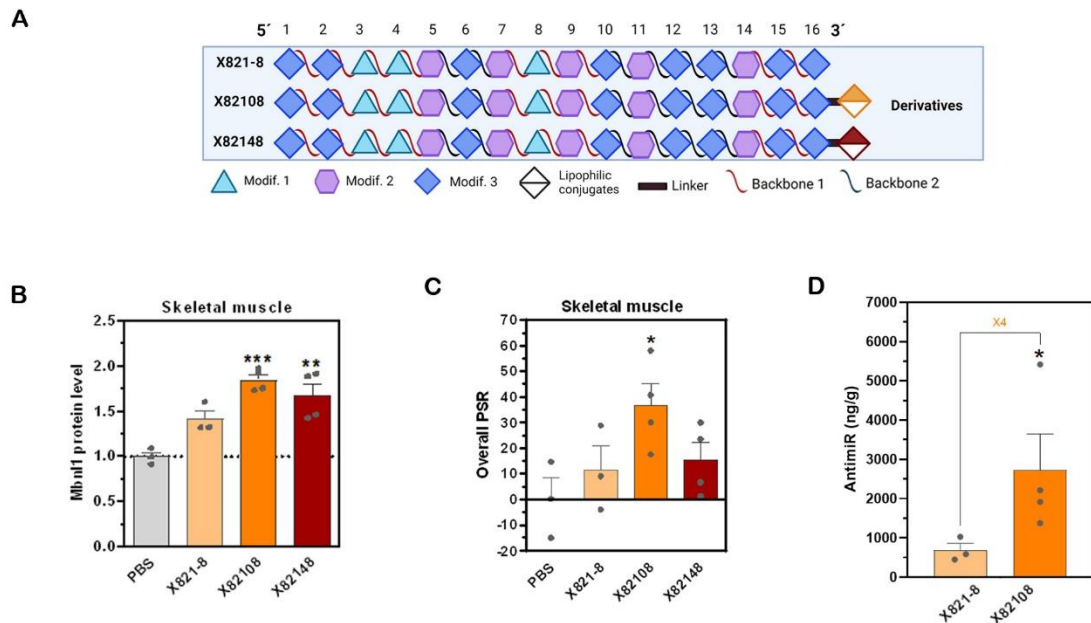 A
5´ 1 2 3 4 5 6 7 8 9 10 11 12 13 14 15 16 3´
X821-8
X82108
Derivatives
X82148
Modif. 1 Modif. 2 Modif. 3 Lipophilic conjugates Linker Backbone 1 Backbone 2
B
Skeletal muscle
Mbnl1 protein level
2.5
2.0
1.5
1.0
0.5
0.0
*** **
PBS X821-8 X82108 X82148
C
Skeletal muscle
Overall PSR
70
60
50
40
30
20
10
0
-10
-20
*
PBS X821-8 X82108 X82148
D
AntimiR (ng/g)
7000
6000
5000
4000
3000
2000
1000
0
X4
*
X821-8 X82108